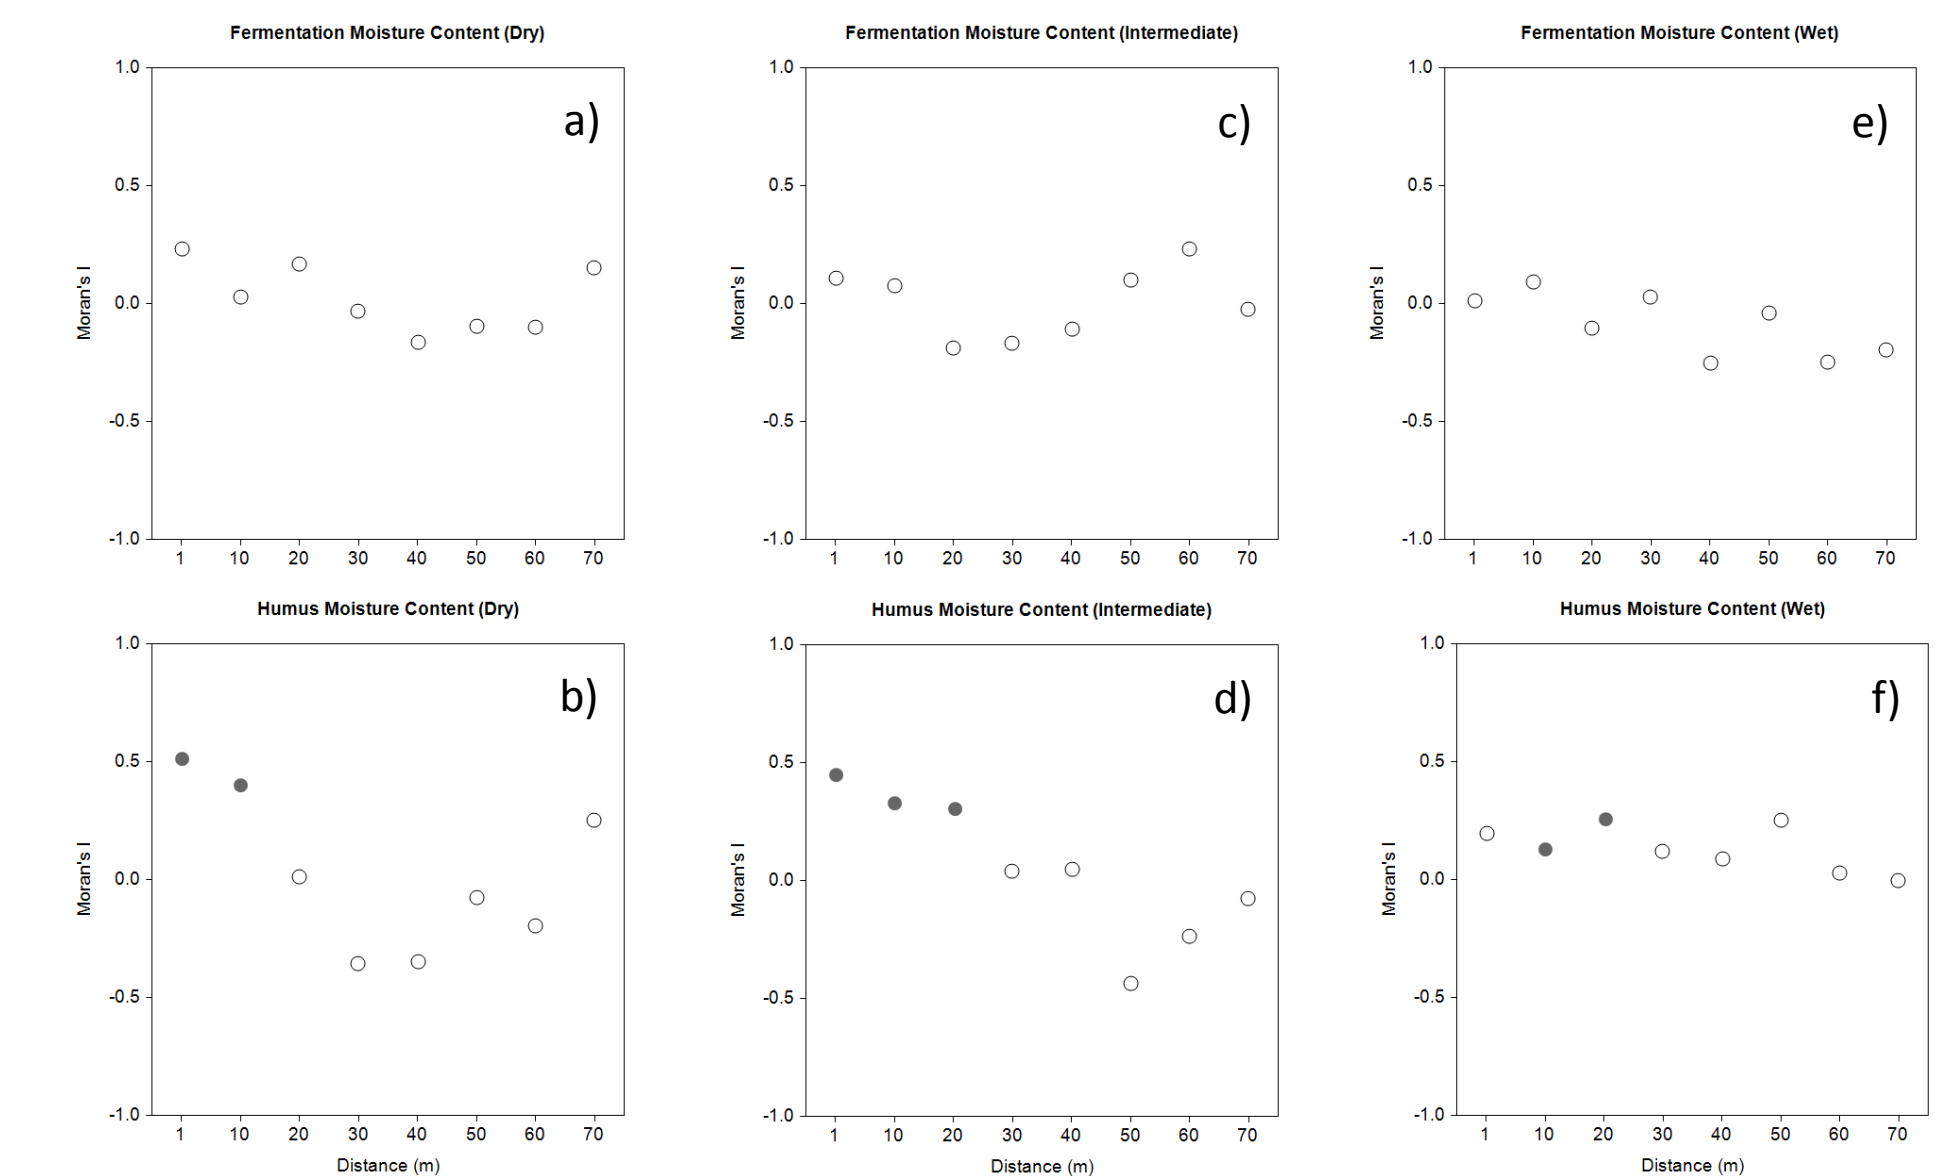 Fermentation Moisture Content (Dry)
1.0
0.5
0.0
-0.5
-1.0
Moran's I
a)
1 10 20 30 40 50 60 70
Fermentation Moisture Content (Intermediate)
1.0
0.5
0.0
-0.5
-1.0
Moran's I
c)
1 10 20 30 40 50 60 70
Fermentation Moisture Content (Wet)
1.0
0.5
0.0
-0.5
-1.0
Moran's I
e)
1 10 20 30 40 50 60 70
Humus Moisture Content (Dry)
1.0
0.5
0.0
-0.5
-1.0
Moran's I
b)
1 10 20 30 40 50 60 70
Distance (m)
Humus Moisture Content (Intermediate)
1.0
0.5
0.0
-0.5
-1.0
Moran's I
d)
1 10 20 30 40 50 60 70
Distance (m)
Humus Moisture Content (Wet)
1.0
0.5
0.0
-0.5
-1.0
Moran's I
f)
1 10 20 30 40 50 60 70
Distance (m)